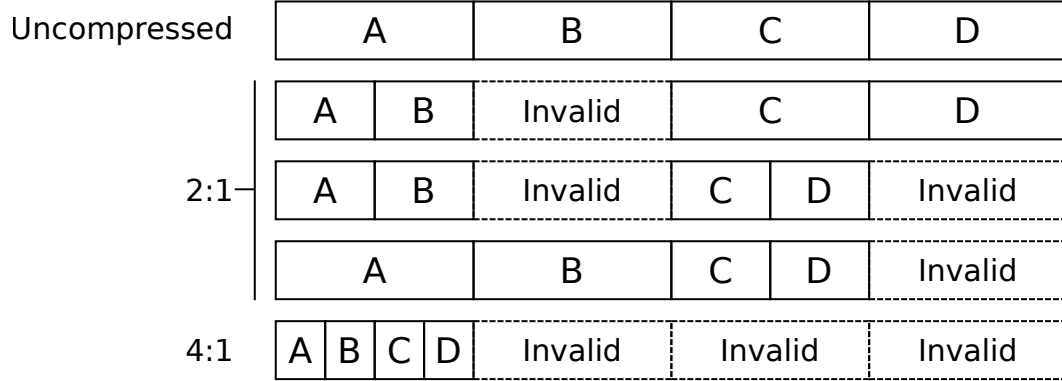 Uncompressed A B C D
A B Invalid C D
2:1 A B Invalid C D Invalid
A B C D Invalid
4:1 A B C D Invalid Invalid Invalid